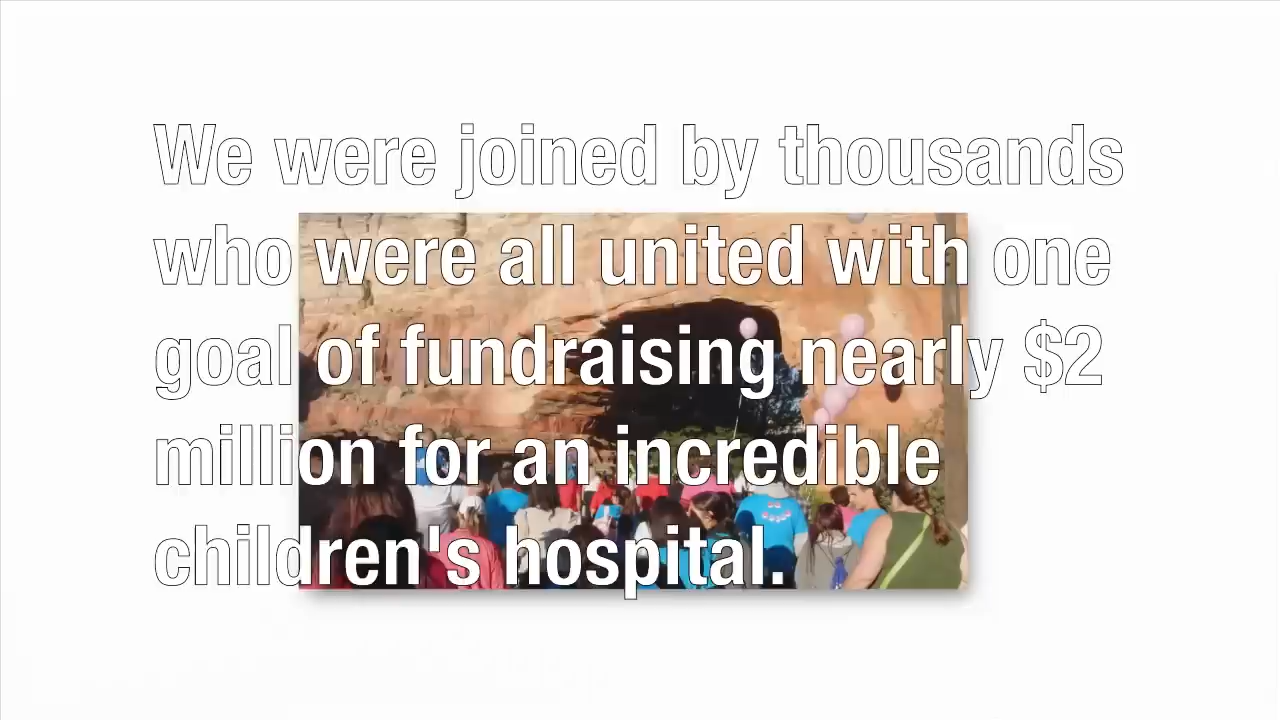 We were joined by thousands
who were all united with one
goal of fundraising nearly $2
million for an incredible
children's hospital.